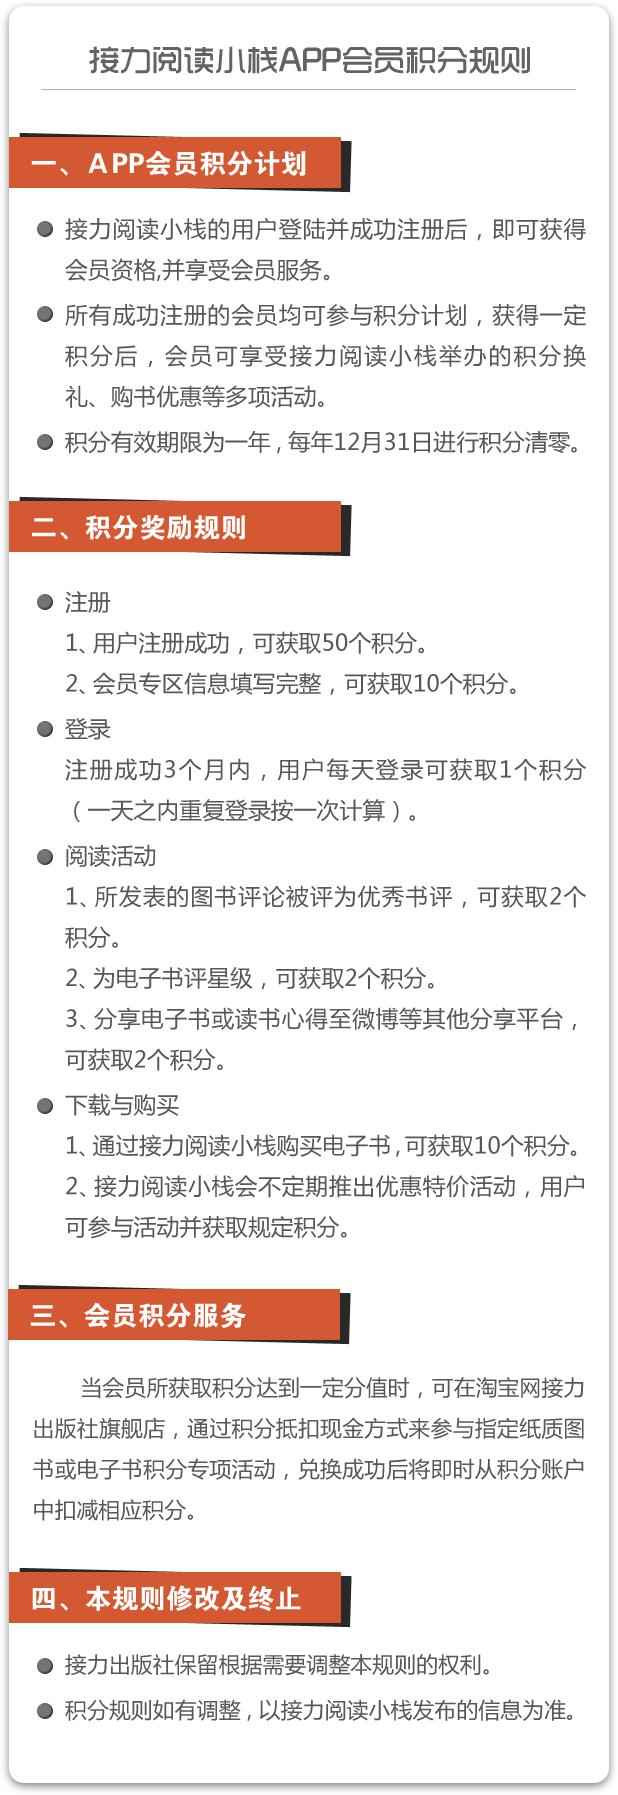 接力阅读小栈APP会员积分规则
一、APP会员积分计划
接力阅读小栈的用户登陆并成功注册后，即可获得
会员资格,并享受会员服务。
所有成功注册的会员均可参与积分计划，获得一定
积分后，会员可享受接力阅读小栈举办的积分换
礼、购书优惠等多项活动。
积分有效期限为一年，每年12月31日进行积分清零。
二、积分奖励规则
注册
1、用户注册成功，可获取50个积分。
2、会员专区信息填写完整，可获取10个积分。
登录
注册成功3个月内，用户每天登录可获取1个积分
（一天之内重复登录按一次计算）。
阅读活动
1、所发表的图书评论被评为优秀书评，可获取2个
积分。
2、为电子书评星级，可获取2个积分。
3、分享电子书或读书心得至微博等其他分享平台，
可获取2个积分。
下载与购买
1、通过接力阅读小栈购买电子书，可获取10个积分。
2、接力阅读小栈会不定期推出优惠特价活动，用户
可参与活动并获取规定积分。
三、会员积分服务
当会员所获取积分达到一定分值时，可在淘宝网接力
出版社旗舰店，通过积分抵扣现金方式来参与指定纸质图
书或电子书积分专项活动，兑换成功后将即时从积分账户
中扣减相应积分。
四、本规则修改及终止
接力出版社保留根据需要调整本规则的权利。
积分规则如有调整，以接力阅读小栈发布的信息为准。